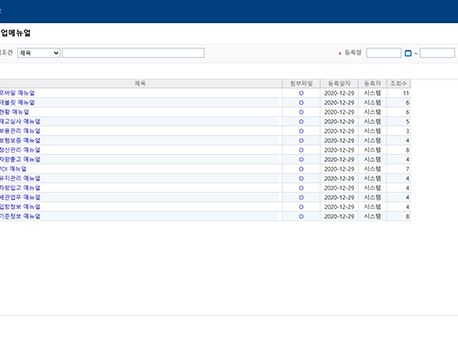 업메뉴얼
조건 제목 등록일 ~
제목 첨부파일 등록일자 등록자 조회수
모바일 매뉴얼 O 2020-12-29 시스템 11
태블릿 매뉴얼 O 2020-12-29 시스템 6
현황 매뉴얼 O 2020-12-29 시스템 6
재고실사 매뉴얼 O 2020-12-29 시스템 5
부품관리 매뉴얼 O 2020-12-29 시스템 3
보험보증 매뉴얼 O 2020-12-29 시스템 4
정산관리 매뉴얼 O 2020-12-29 시스템 8
차량출고 매뉴얼 O 2020-12-29 시스템 4
PDI 매뉴얼 O 2020-12-29 시스템 7
유지관리 매뉴얼 O 2020-12-29 시스템 4
차량입고 매뉴얼 O 2020-12-29 시스템 4
세관업무 매뉴얼 O 2020-12-29 시스템 4
입항정보 매뉴얼 O 2020-12-29 시스템 4
기준정보 매뉴얼 O 2020-12-29 시스템 8